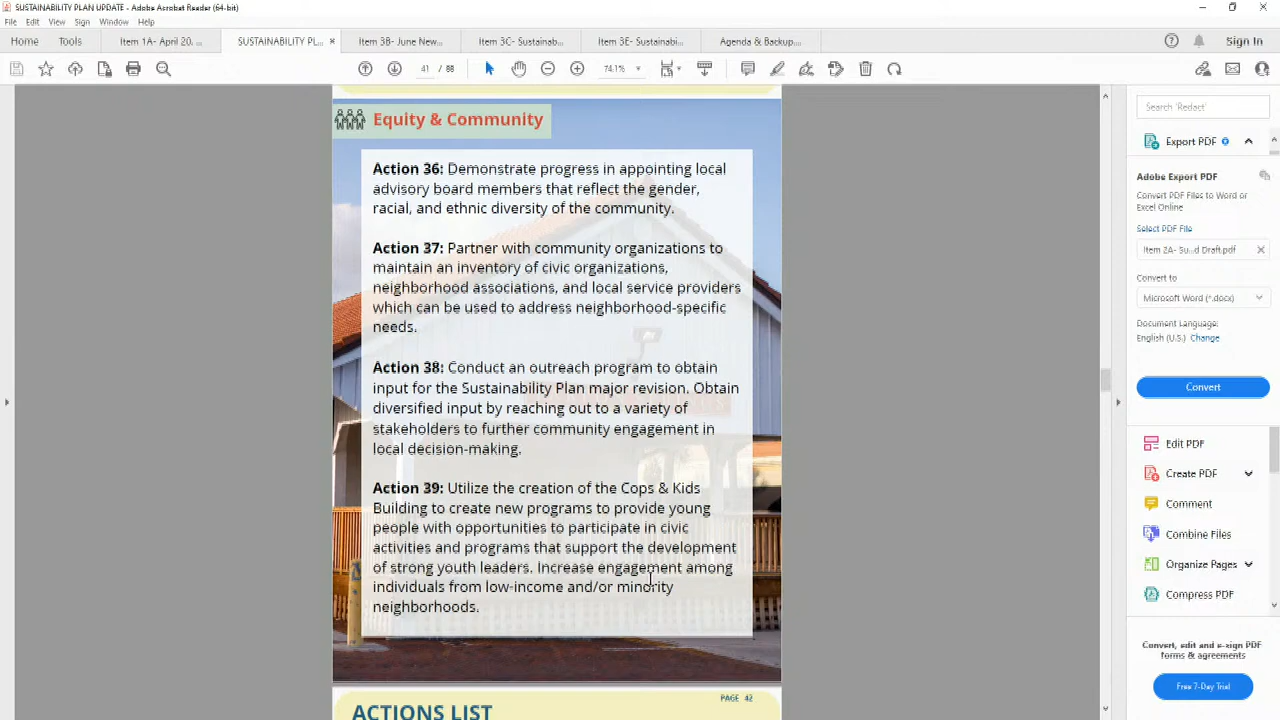 SUSTAINABILITY PLAN UPDATE - Adobe Acrobat Reader (64-bit)
File Edit View Sign Window Help
Home Tools Item 1A- April 20, ... SUSTAINABILITY PL... × Item 3B- June New... Item 3C- Sustainab... Item 3E- Sustainabi... Agenda & Backup... Sign In
41 / 88 74.1%
Equity & Community
Action 36: Demonstrate progress in appointing local
advisory board members that reflect the gender,
racial, and ethnic diversity of the community.
Action 37: Partner with community organizations to
maintain an inventory of civic organizations,
neighborhood associations, and local service providers
which can be used to address neighborhood-specific
needs.
Action 38: Conduct an outreach program to obtain
input for the Sustainability Plan major revision. Obtain
diversified input by reaching out to a variety of
stakeholders to further community engagement in
local decision-making.
Action 39: Utilize the creation of the Cops & Kids
Building to create new programs to provide young
people with opportunities to participate in civic
activities and programs that support the development
of strong youth leaders. Increase engagement among
individuals from low-income and/or minority
neighborhoods.
PAGE 42
ACTIONS LIST
Search 'Redact'
Export PDF
Adobe Export PDF
Convert PDF Files to Word or
Excel Online
Select PDF File
Item 2A- Su...d Draft.pdf
Convert to
Microsoft Word (*.docx)
Document Language:
English (U.S.) Change
Convert
Edit PDF
Create PDF
Comment
Combine Files
Organize Pages
Compress PDF
Convert, edit and e-sign PDF
forms & agreements
Free 7-Day Trial